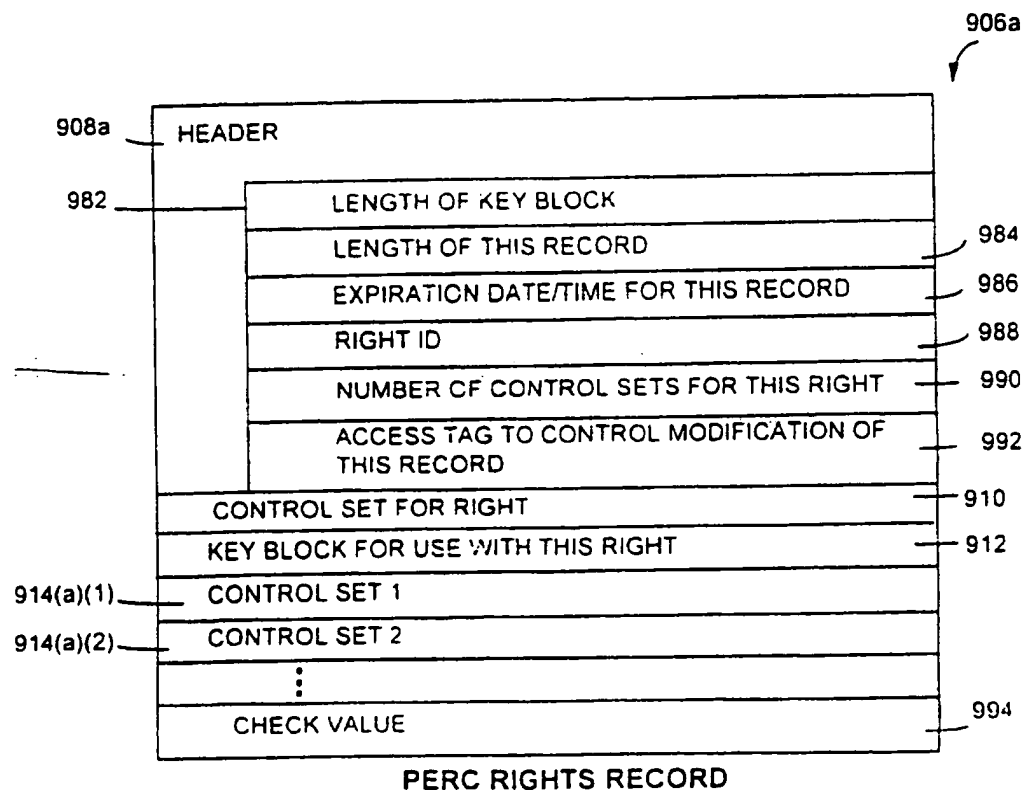 906a
908a HEADER
982 LENGTH OF KEY BLOCK
LENGTH OF THIS RECORD 984
EXPIRATION DATE/TIME FOR THIS RECORD 986
RIGHT ID 988
NUMBER OF CONTROL SETS FOR THIS RIGHT 990
ACCESS TAG TO CONTROL MODIFICATION OF
THIS RECORD 992
CONTROL SET FOR RIGHT 910
KEY BLOCK FOR USE WITH THIS RIGHT 912
914(a)(1) CONTROL SET 1
914(a)(2) CONTROL SET 2
CHECK VALUE 994
PERC RIGHTS RECORD